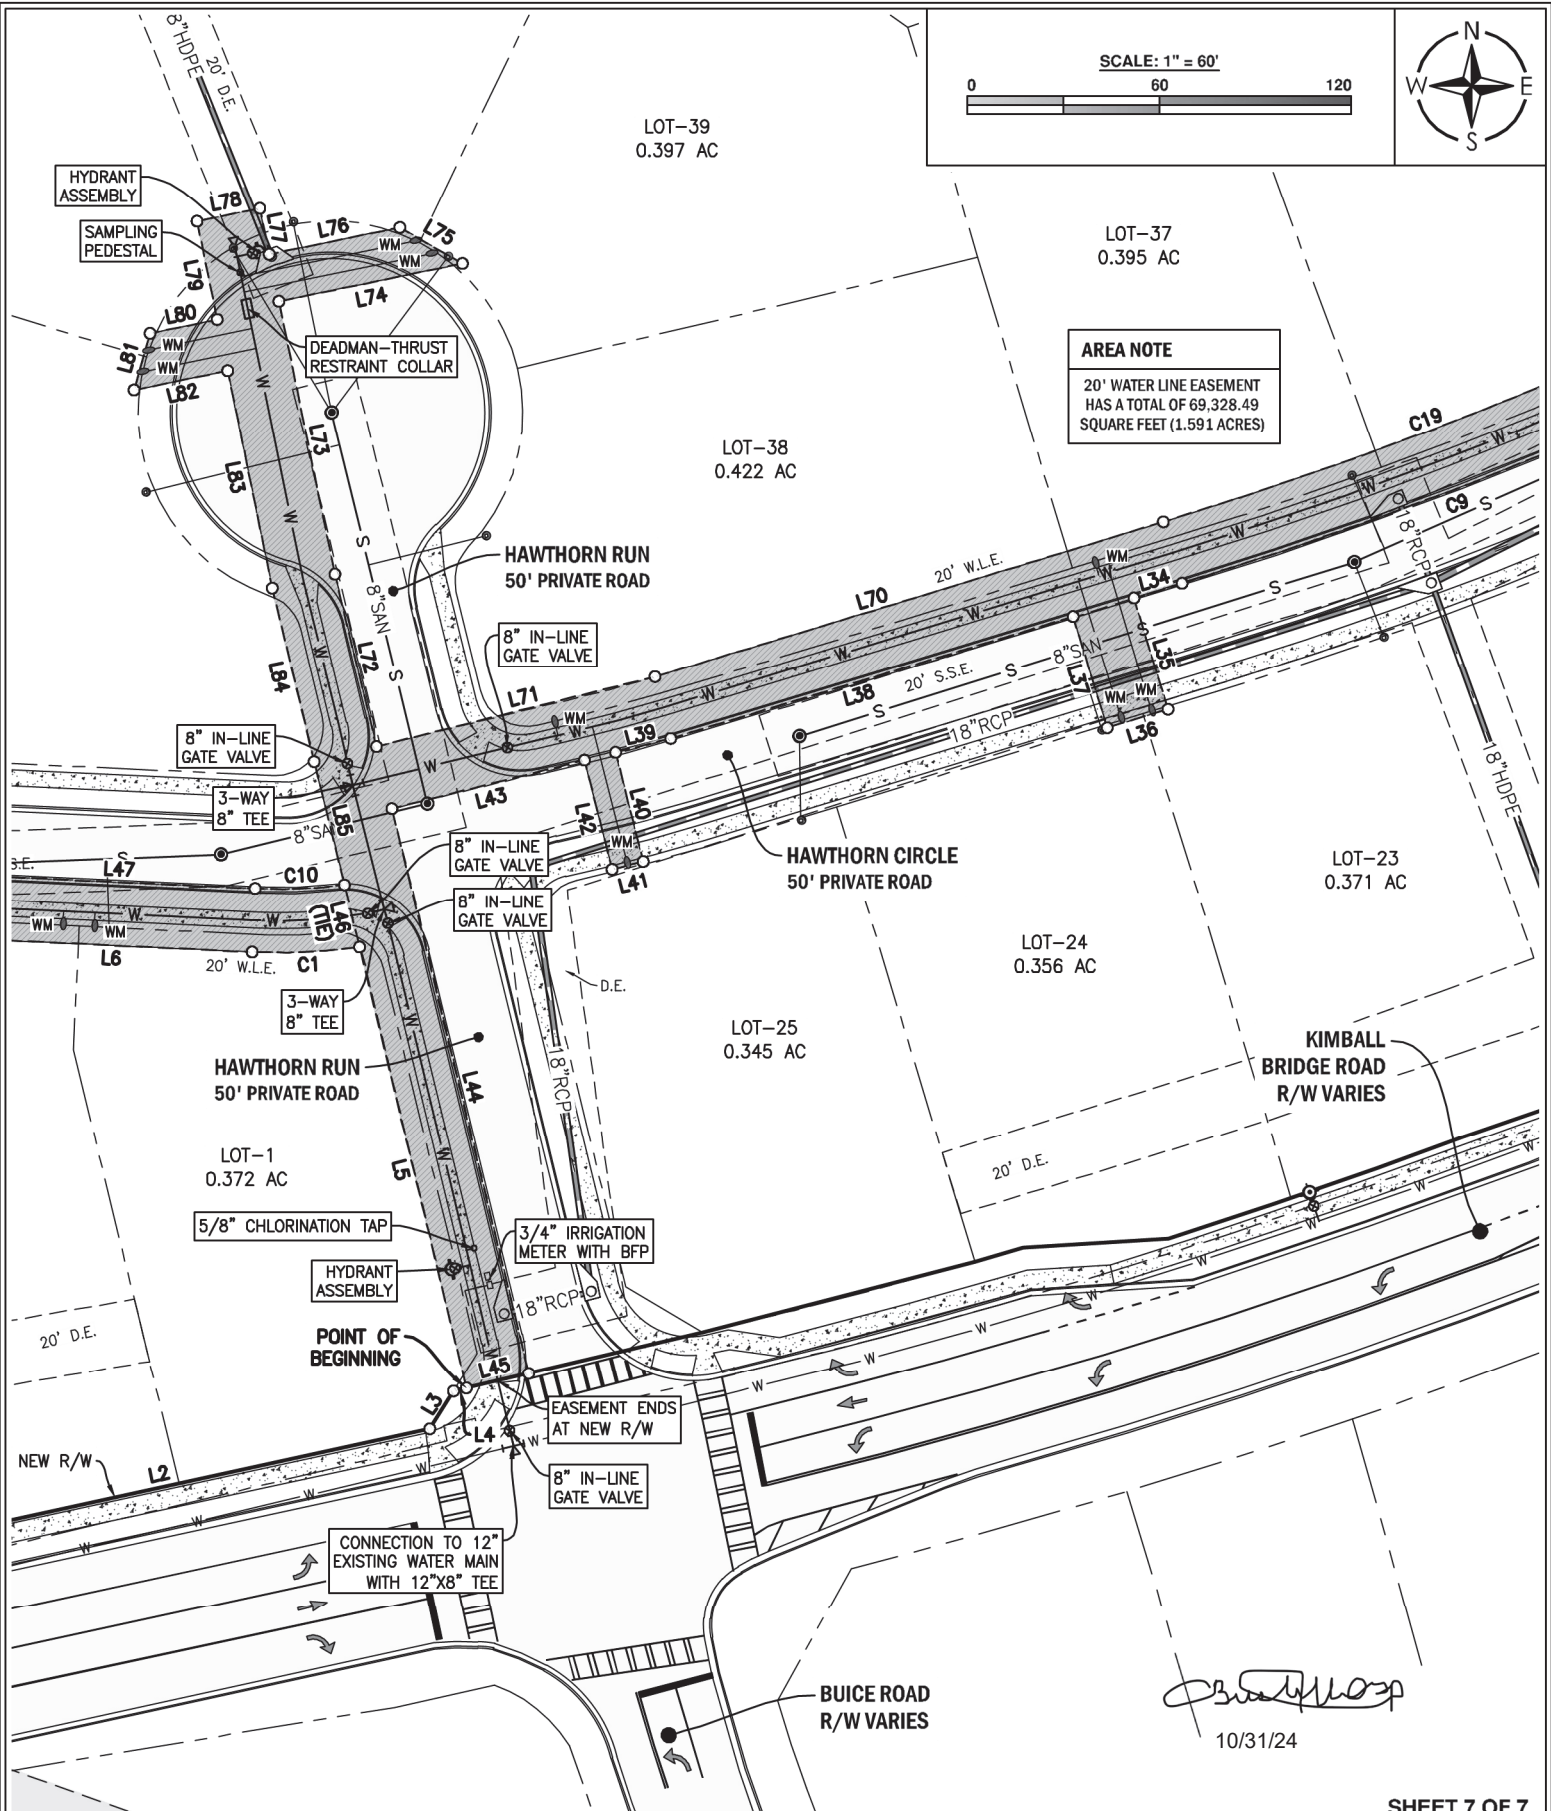 8"HDPE
20' D.E.
SCALE: 1" = 60'
0 60 120
N
W E
S
LOT-39
0.397 AC
HYDRANT
ASSEMBLY
SAMPLING
PEDESTAL
L78
L77
L76
L75
WM
WM
L79
L74
L80
L81
WM
WM
L82
DEADMAN-THRUST
RESTRAINT COLLAR
W
L73
L83
W
LOT-37
0.395 AC
AREA NOTE
20' WATER LINE EASEMENT
HAS A TOTAL OF 69,328.49
SQUARE FEET (1.591 ACRES)
LOT-38
0.422 AC
C19
W
W
W
C9
S
18"RCP
S
HAWTHORN RUN
50' PRIVATE ROAD
8"SAN
S
20' W.L.E.
WM
W
L34
L70
W
S
S
8"SAN
L35
L37
WM
WM
L36
8" IN-LINE
GATE VALVE
W
L72
L84
S
L71
W
W
L38
20' S.S.E.
S
S
18"RCP
WM
W
L39
8" IN-LINE
GATE VALVE
W
3-WAY
8" TEE
L85
L43
L42
L40
WM
L41
8"SA
S
S.E.
L47
C10
8" IN-LINE
GATE VALVE
8" IN-LINE
GATE VALVE
HAWTHORN CIRCLE
50' PRIVATE ROAD
18"HDPE
LOT-23
0.371 AC
WM
WM
W
W
W
L46
(TIE)
L6
20' W.L.E.
C1
3-WAY
8" TEE
W
D.E.
LOT-24
0.356 AC
LOT-25
0.345 AC
HAWTHORN RUN
50' PRIVATE ROAD
L44
18"RCP
KIMBALL
BRIDGE ROAD
R/W VARIES
LOT-1
0.372 AC
L5
W
20' D.E.
5/8" CHLORINATION TAP
3/4" IRRIGATION
METER WITH BFP
HYDRANT
ASSEMBLY
18"RCP
20' D.E.
POINT OF
BEGINNING
W
L45
L3
L4
EASEMENT ENDS
AT NEW R/W
NEW R/W
L2
W
W
W
W
W
W
W
W
W
W
W
W
W
8" IN-LINE
GATE VALVE
CONNECTION TO 12"
EXISTING WATER MAIN
WITH 12"X8" TEE
BUICE ROAD
R/W VARIES
10/31/24
SHEET 7 OF 7